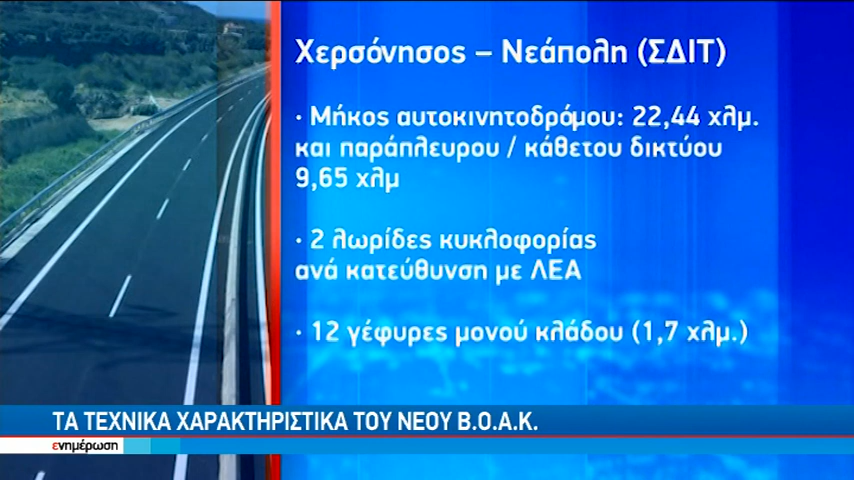 Χερσόνησος – Νεάπολη (ΣΔΙΤ)
· Μήκος αυτοκινητοδρόμου: 22,44 χλμ.
και παράπλευρου / κάθετου δικτύου
9,65 χλμ
· 2 λωρίδες κυκλοφορίας
ανά κατεύθυνση με ΛΕΑ
· 12 γέφυρες μονού κλάδου (1,7 χλμ.)
ΤΑ ΤΕΧΝΙΚΑ ΧΑΡΑΚΤΗΡΙΣΤΙΚΑ ΤΟΥ ΝΕΟΥ Β.Ο.Α.Κ.
ενημέρωση